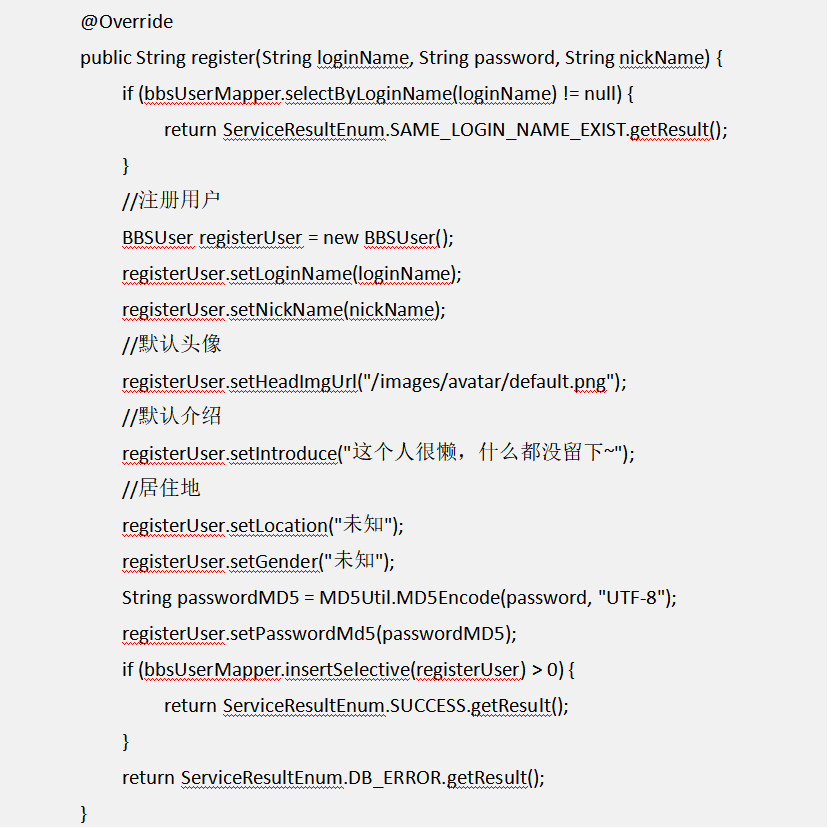 @Override
public String register(String loginName, String password, String nickName) {
if (bbsUserMapper.selectByLoginName(loginName) != null) {
return ServiceResultEnum.SAME_LOGIN_NAME_EXIST.getResult();
}
//注册用户
BBSUser registerUser = new BBSUser();
registerUser.setLoginName(loginName);
registerUser.setNickName(nickName);
//默认头像
registerUser.setHeadImgUrl("/images/avatar/default.png");
//默认介绍
registerUser.setIntroduce("这个人很懒，什么都没留下~");
//居住地
registerUser.setLocation("未知");
registerUser.setGender("未知");
String passwordMD5 = MD5Util.MD5Encode(password, "UTF-8");
registerUser.setPasswordMd5(passwordMD5);
if (bbsUserMapper.insertSelective(registerUser) > 0) {
return ServiceResultEnum.SUCCESS.getResult();
}
return ServiceResultEnum.DB_ERROR.getResult();
}